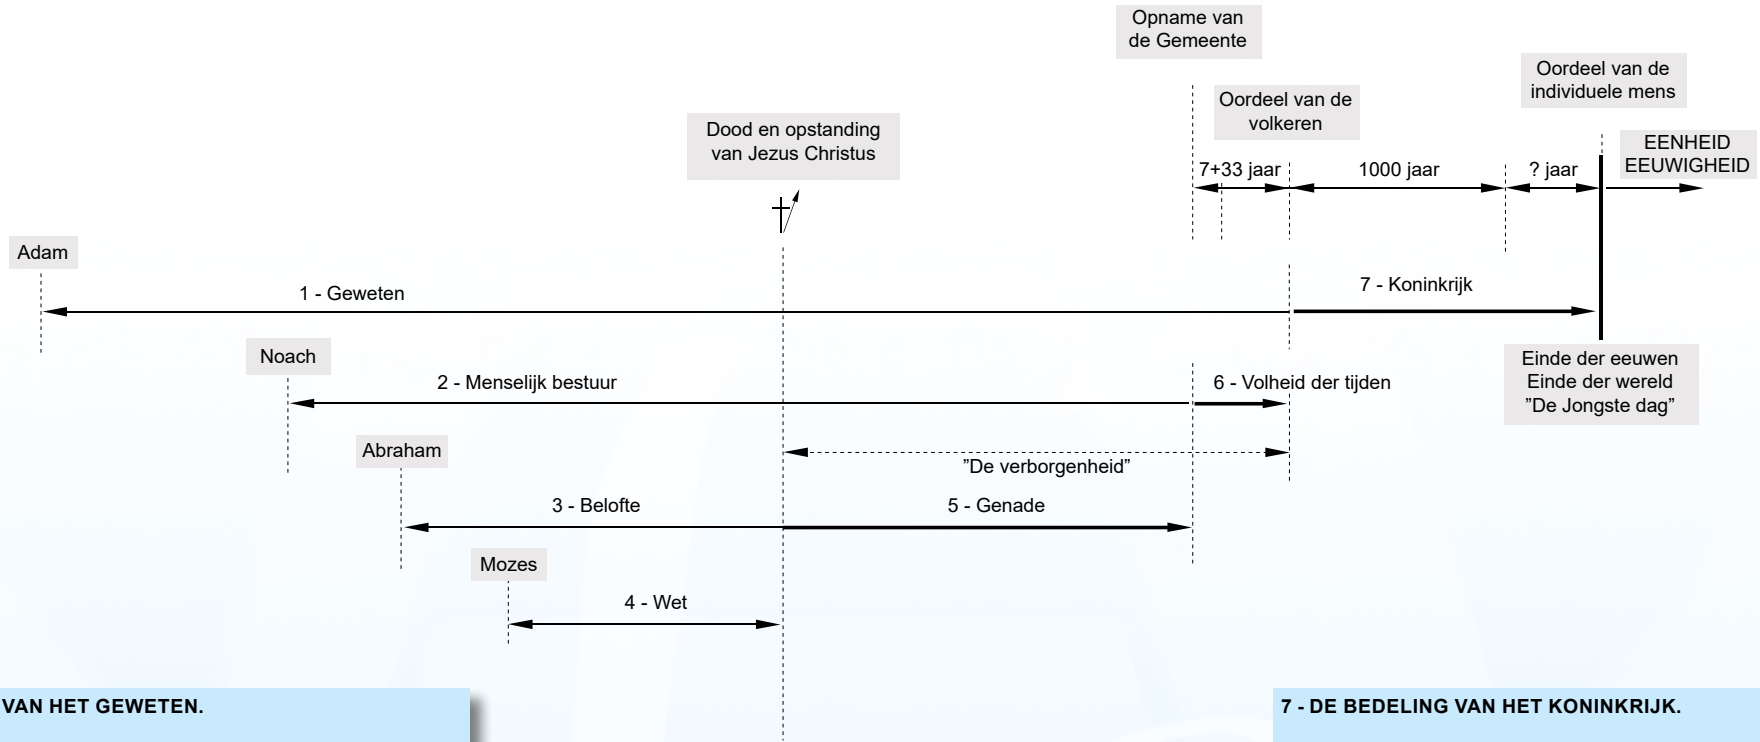 Opname van
de Gemeente
Oordeel van de
individuele mens
Oordeel van de
volkeren
Dood en opstanding
van Jezus Christus
EENHEID
EEUWIGHEID
7+33 jaar
1000 jaar
? jaar
Adam
1 - Geweten
7 - Koninkrijk
Noach
2 - Menselijk bestuur
6 - Volheid der tijden
Einde der eeuwen
Einde der wereld
”De Jongste dag”
Abraham
”De verborgenheid”
3 - Belofte
5 - Genade
Mozes
4 - Wet
VAN HET GEWETEN.
7 - DE BEDELING VAN HET KONINKRIJK.